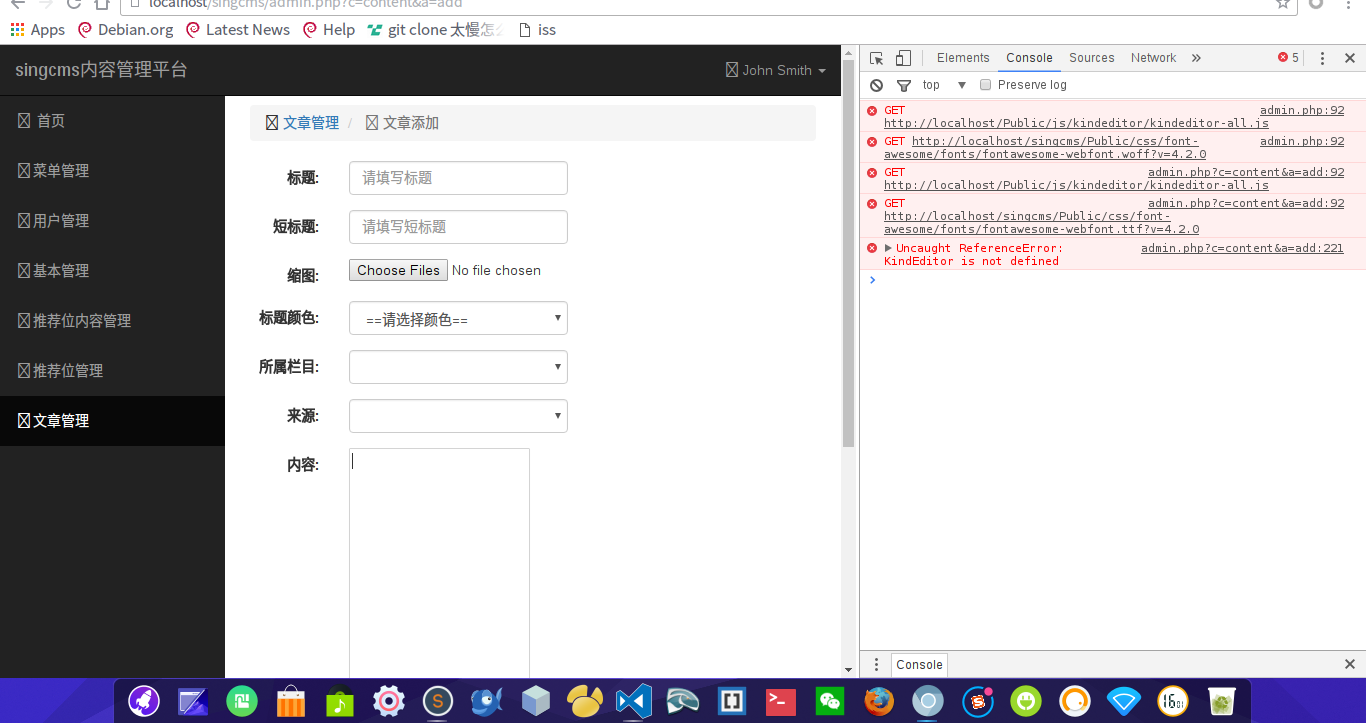 localhost/singcms/admin.php?c=content&a=add
Apps Debian.org Latest News Help git clone 太慢怎 iss
singcms内容管理平台 John Smith
首页
菜单管理
用户管理
基本管理
推荐位内容管理
推荐位管理
文章管理
文章管理 / 文章添加
标题: 请填写标题
短标题: 请填写短标题
缩图: Choose Files No file chosen
标题颜色: ==请选择颜色==
所属栏目:
来源:
内容:
Elements Console Sources Network » 5
top Preserve log
GET admin.php:92
http://localhost/Public/js/kindeditor/kindeditor-all.js
GET http://localhost/singcms/Public/css/font- admin.php:92
awesome/fonts/fontawesome-webfont.woff?v=4.2.0
GET admin.php?c=content&a=add:92
http://localhost/Public/js/kindeditor/kindeditor-all.js
GET admin.php?c=content&a=add:92
http://localhost/singcms/Public/css/font-
awesome/fonts/fontawesome-webfont.ttf?v=4.2.0
Uncaught ReferenceError: admin.php?c=content&a=add:221
KindEditor is not defined
Console